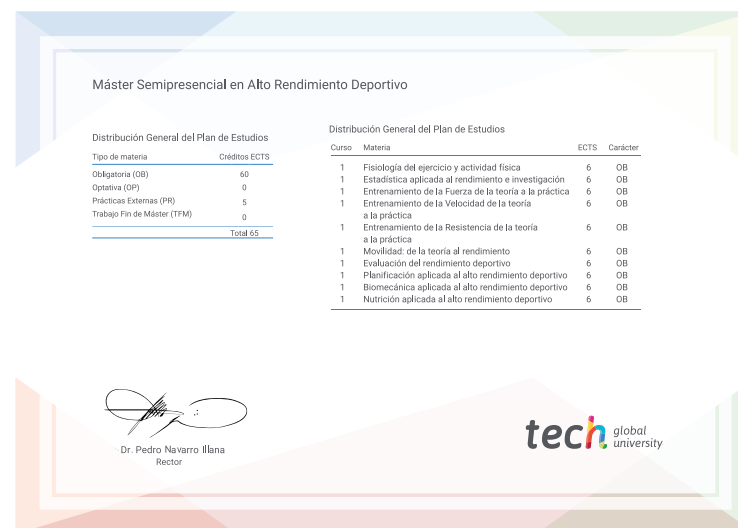 Máster Semipresencial en Alto Rendimiento Deportivo
Distribución General del Plan de Estudios
Tipo de materia Créditos ECTS
Obligatoria (OB) 60
Optativa (OP) 0
Prácticas Externas (PR) 5
Trabajo Fin de Máster (TFM) 0
Total 65
Distribución General del Plan de Estudios
Curso Materia ECTS Carácter
1 Fisiología del ejercicio y actividad física 6 OB
1 Estadística aplicada al rendimiento e investigación 6 OB
1 Entrenamiento de la Fuerza de la teoría a la práctica 6 OB
1 Entrenamiento de la Velocidad de la teoría 6 OB
a la práctica
1 Entrenamiento de la Resistencia de la teoría 6 OB
a la práctica
1 Movilidad: de la teoría al rendimiento 6 OB
1 Evaluación del rendimiento deportivo 6 OB
1 Planificación aplicada al alto rendimiento deportivo 6 OB
1 Biomecánica aplicada al alto rendimiento deportivo 6 OB
1 Nutrición aplicada al alto rendimiento deportivo 6 OB
Dr. Pedro Navarro Illana
Rector
tech global
university